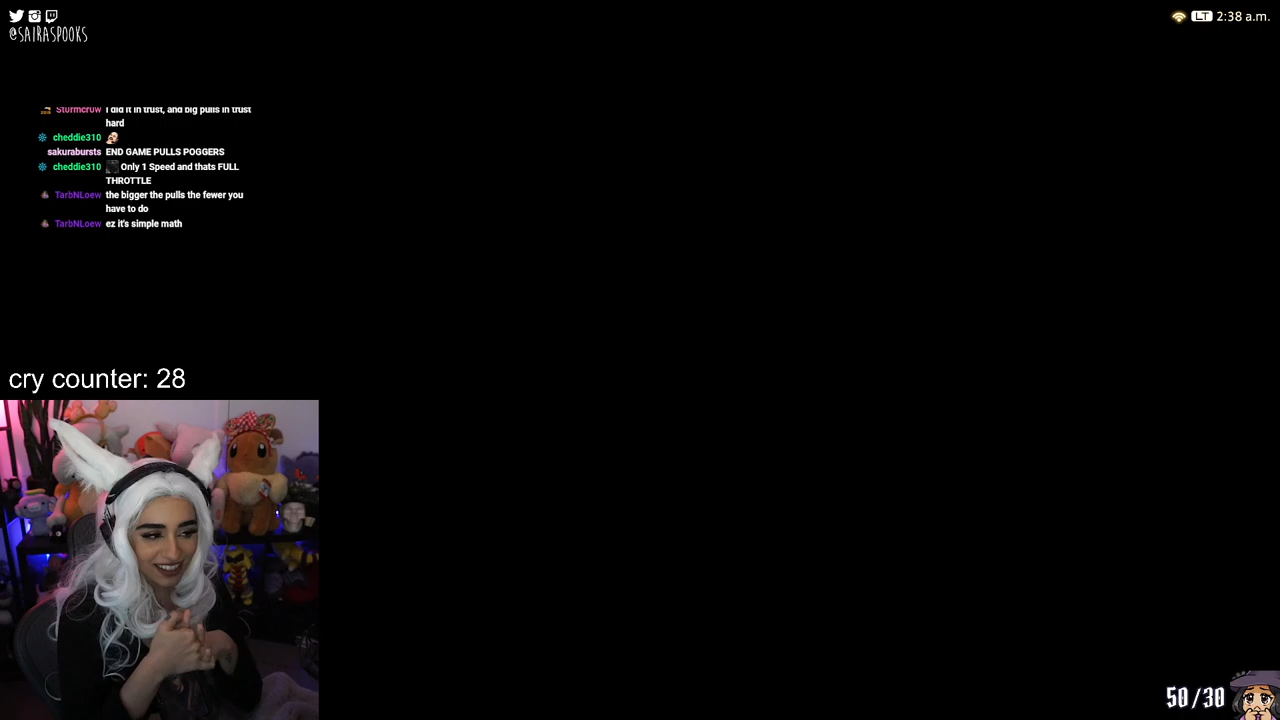 @SAIRASPOOKS
LT 2:38 a.m.
Stormcr0w I did it in trust, and big pulls in trust
hard
cheddie310
sakurabursts END GAME PULLS POGGERS
cheddie310 Only 1 Speed and thats FULL
THROTTLE
TarbNLoew the bigger the pulls the fewer you
have to do
TarbNLoew ez it's simple math
cry counter: 28
50/30